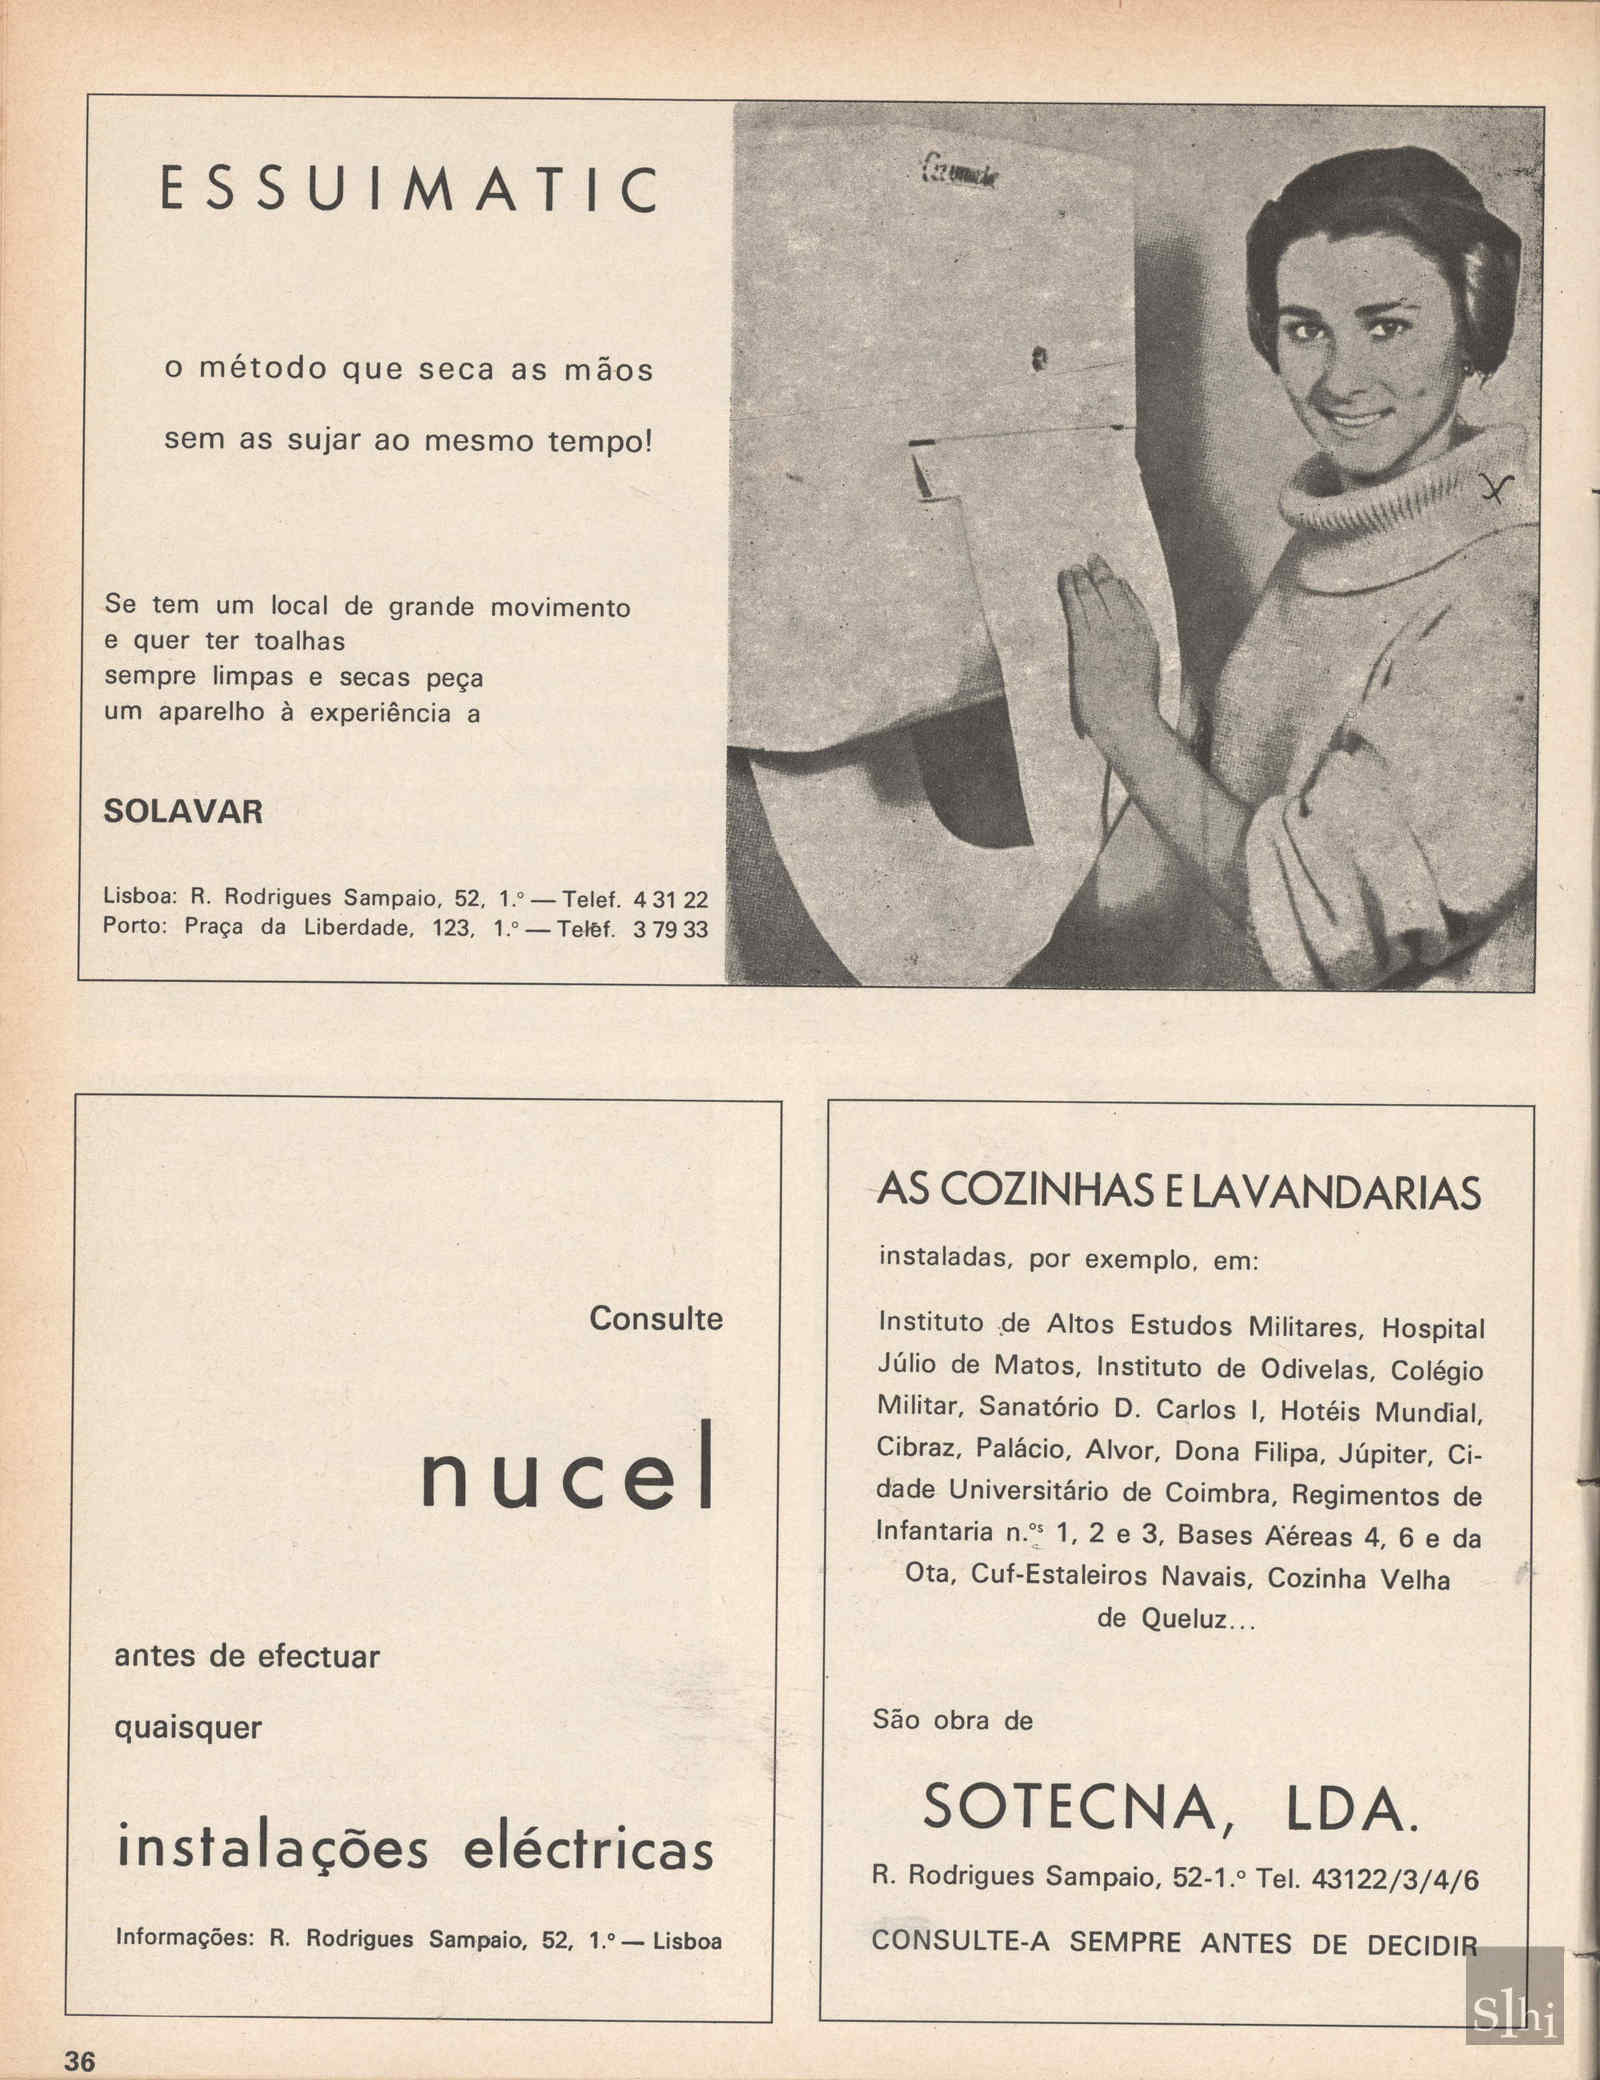 ESSUIMATIC
o método que seca as mãos
sem as sujar ao mesmo tempo!
Se tem um local de grande movimento
e quer ter toalhas
sempre limpas e secas peça
um aparelho à experiência a
SOLAVAR
Lisboa: R. Rodrigues Sampaio, 52, 1.º — Telef. 4 31 22
Porto: Praça da Liberdade, 123, 1.º — Telef. 3 79 33
Consulte
nucel
antes de efectuar
quaisquer
instalações eléctricas
Informações: R. Rodrigues Sampaio, 52, 1.º — Lisboa
AS COZINHAS E LAVANDARIAS
instaladas, por exemplo, em:
Instituto de Altos Estudos Militares, Hospital
Júlio de Matos, Instituto de Odivelas, Colégio
Militar, Sanatório D. Carlos I, Hotéis Mundial,
Cibraz, Palácio, Alvor, Dona Filipa, Júpiter, Ci-
dade Universitário de Coimbra, Regimentos de
Infantaria n.ºs 1, 2 e 3, Bases Aéreas 4, 6 e da
Ota, Cuf-Estaleiros Navais, Cozinha Velha
de Queluz...
São obra de
SOTECNA, LDA.
R. Rodrigues Sampaio, 52-1.º Tel. 43122/3/4/6
CONSULTE-A SEMPRE ANTES DE DECIDIR
slhi
36